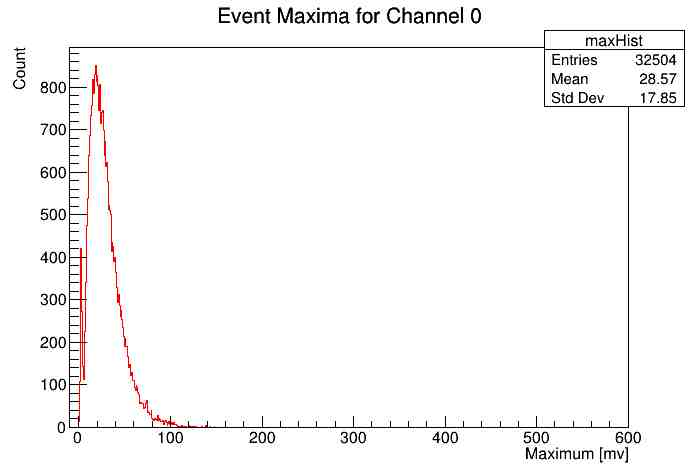 Event Maxima for Channel 0
maxHist
Entries 32504
Mean 28.57
Std Dev 17.85
Count
800
700
600
500
400
300
200
100
0
0 100 200 300 400 500 600
Maximum [mv]